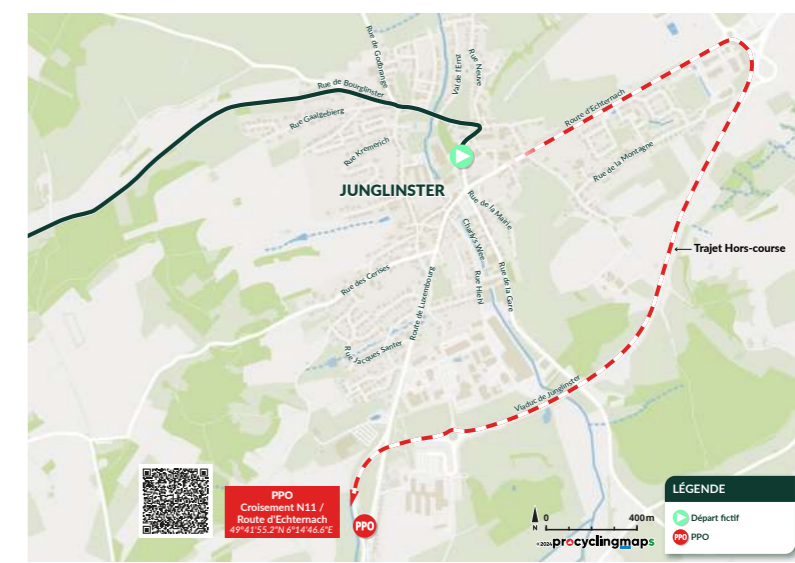 Rue de Godbrange
Val de l'Ernz
Rue Neuve
Rue de Bourglinster
Route d'Echternach
Rue Gaalgebierg
Rue Kremerich
Rue de la Montagne
JUNGLINSTER
Rue de la Mairie
Charly's Wee
Trajet Hors-course
Rue des Cerises
Route de Luxembourg
Rue Hiehl
Rue de la Gare
Rue Jacques Santer
Viaduc de Junglinster
PPO
Croisement N11 /
Route d'Echternach
49°41'55.2"N 6°14'46.6"E
PPO
N
0 400 m
©2024 procyclingmaps
LÉGENDE
Départ fictif
PPO PPO